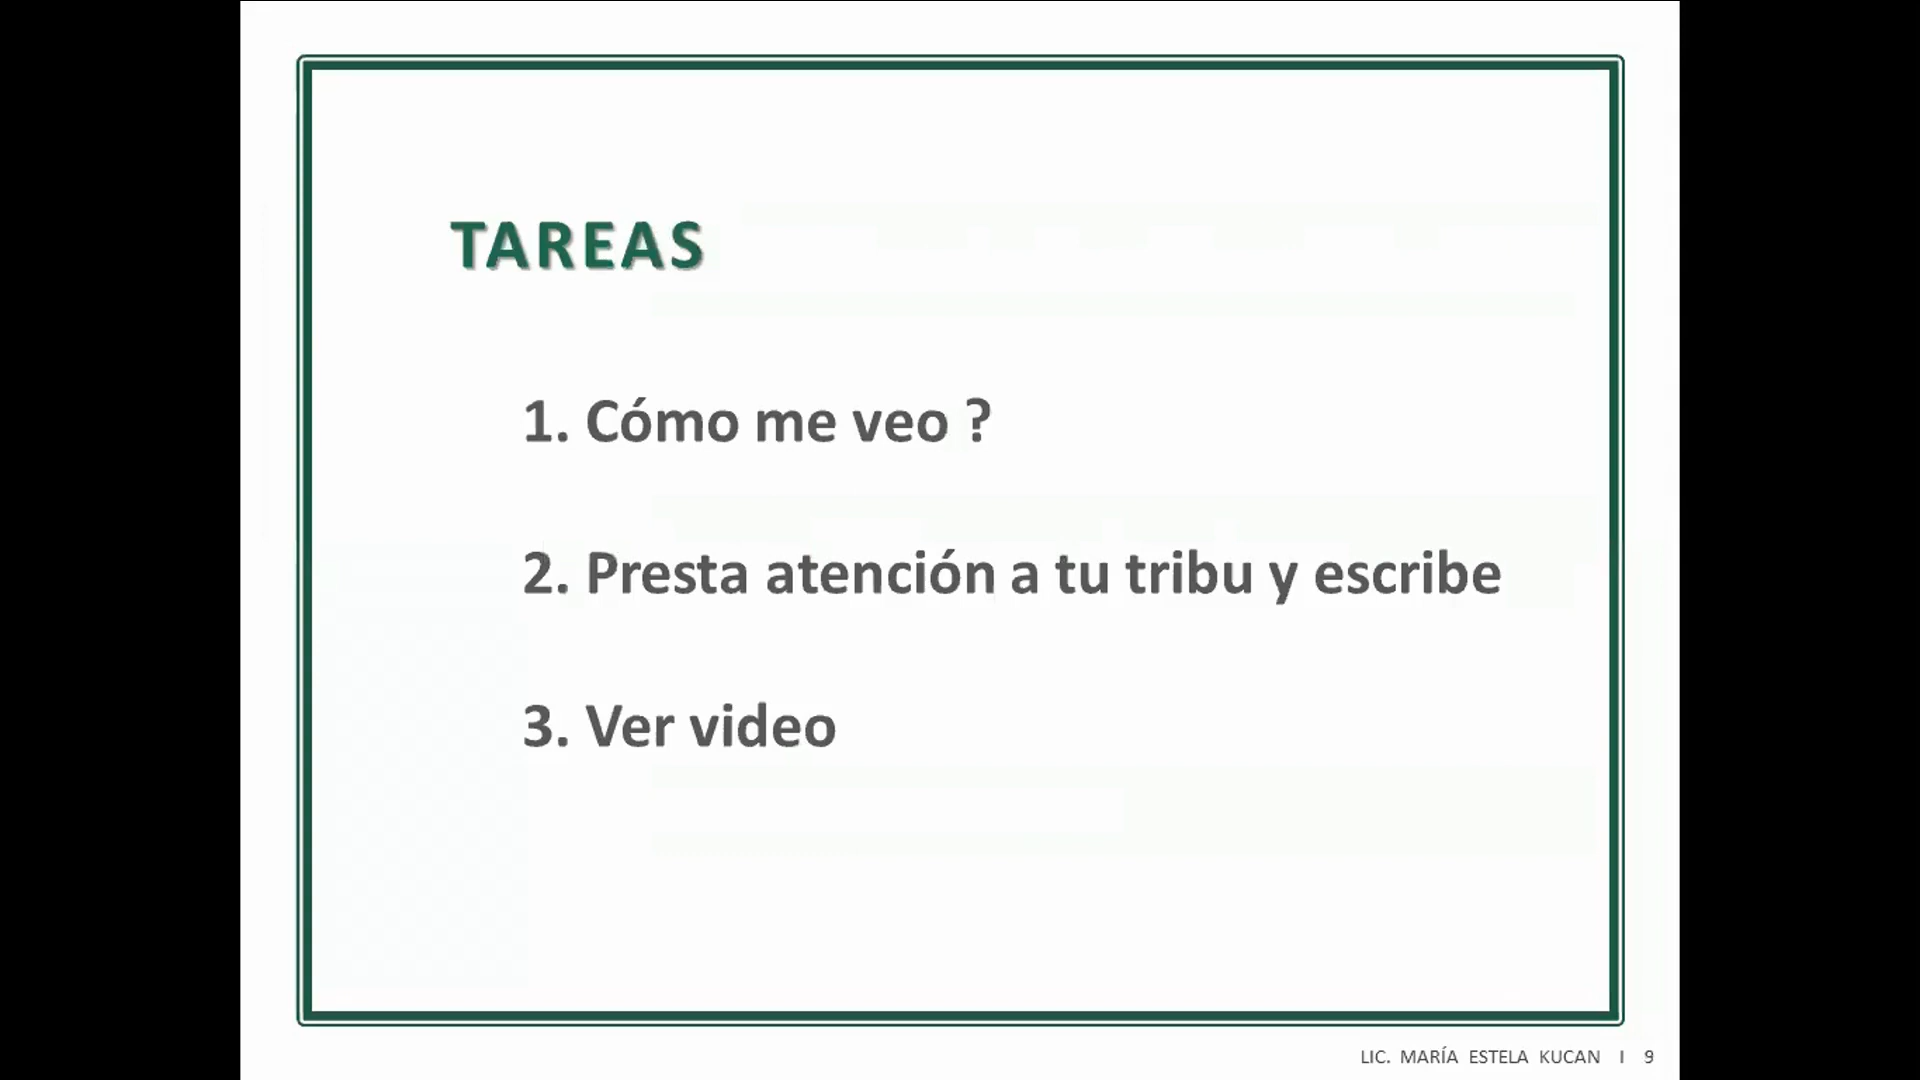 TAREAS
1. Cómo me veo ?
2. Presta atención a tu tribu y escribe
3. Ver video
LIC. MARÍA ESTELA KUCAN I 9